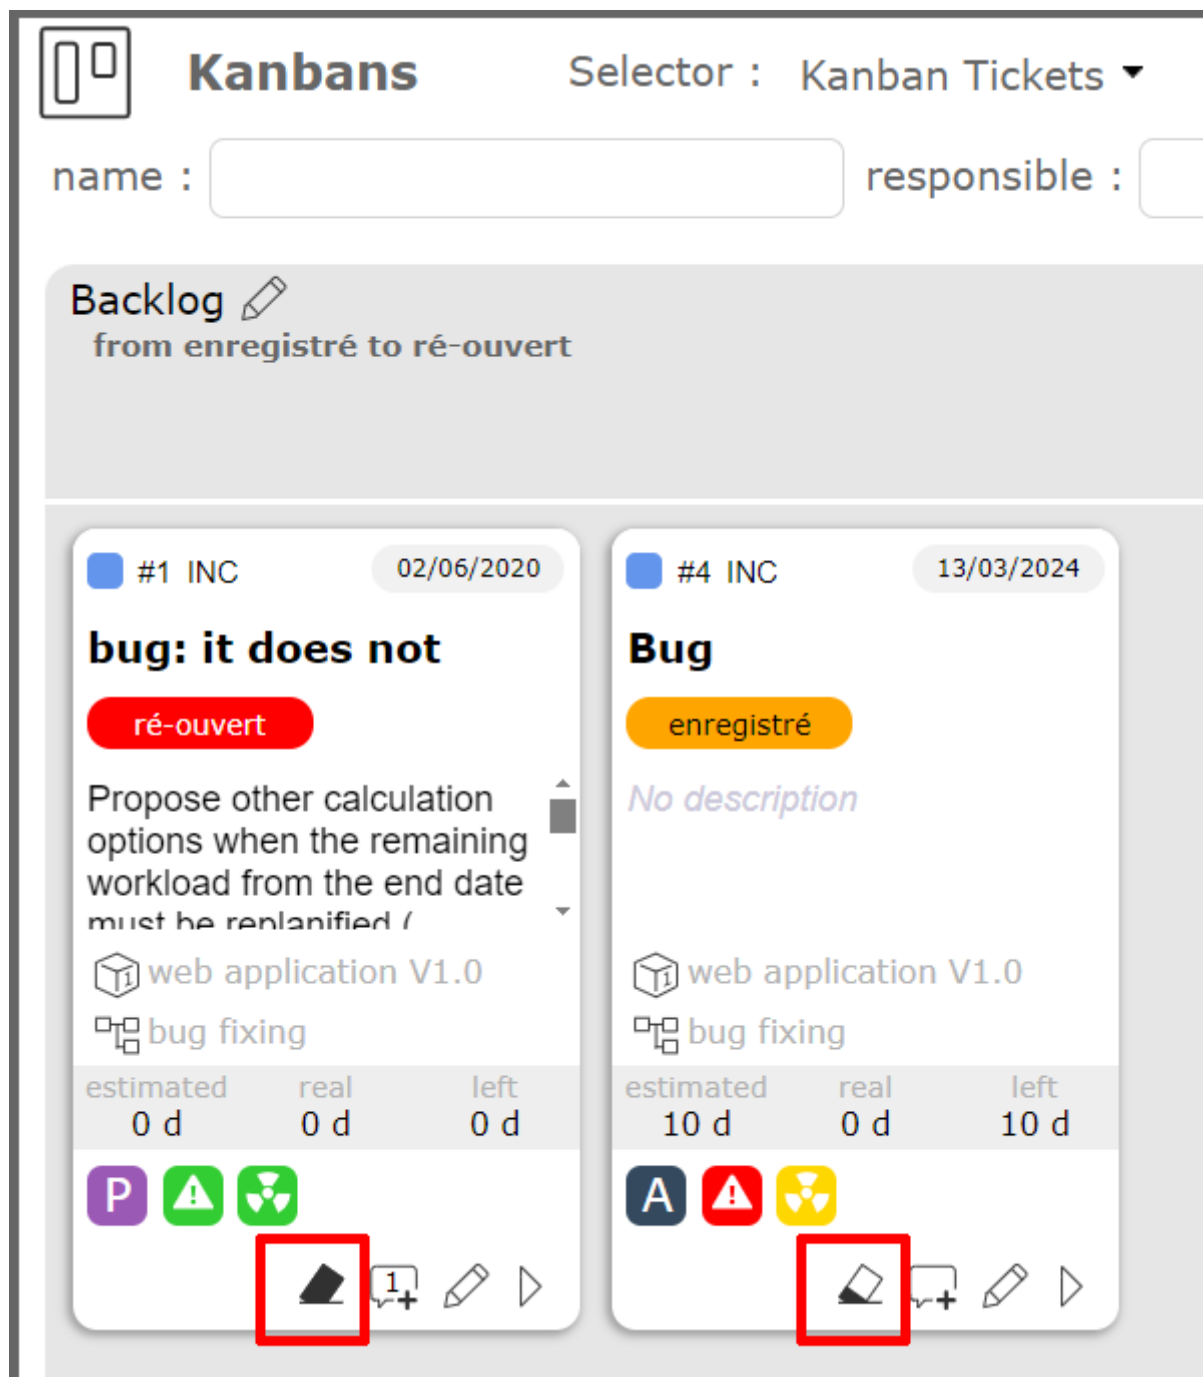 Kanbans Selector : Kanban Tickets
name : responsible :
Backlog
from enregistré to ré-ouvert
#1 INC 02/06/2020
bug: it does not
ré-ouvert
Propose other calculation
options when the remaining
workload from the end date
must be replanified (
web application V1.0
bug fixing
estimated real left
0 d 0 d 0 d
P
1
#4 INC 13/03/2024
Bug
enregistré
No description
web application V1.0
bug fixing
estimated real left
10 d 0 d 10 d
A